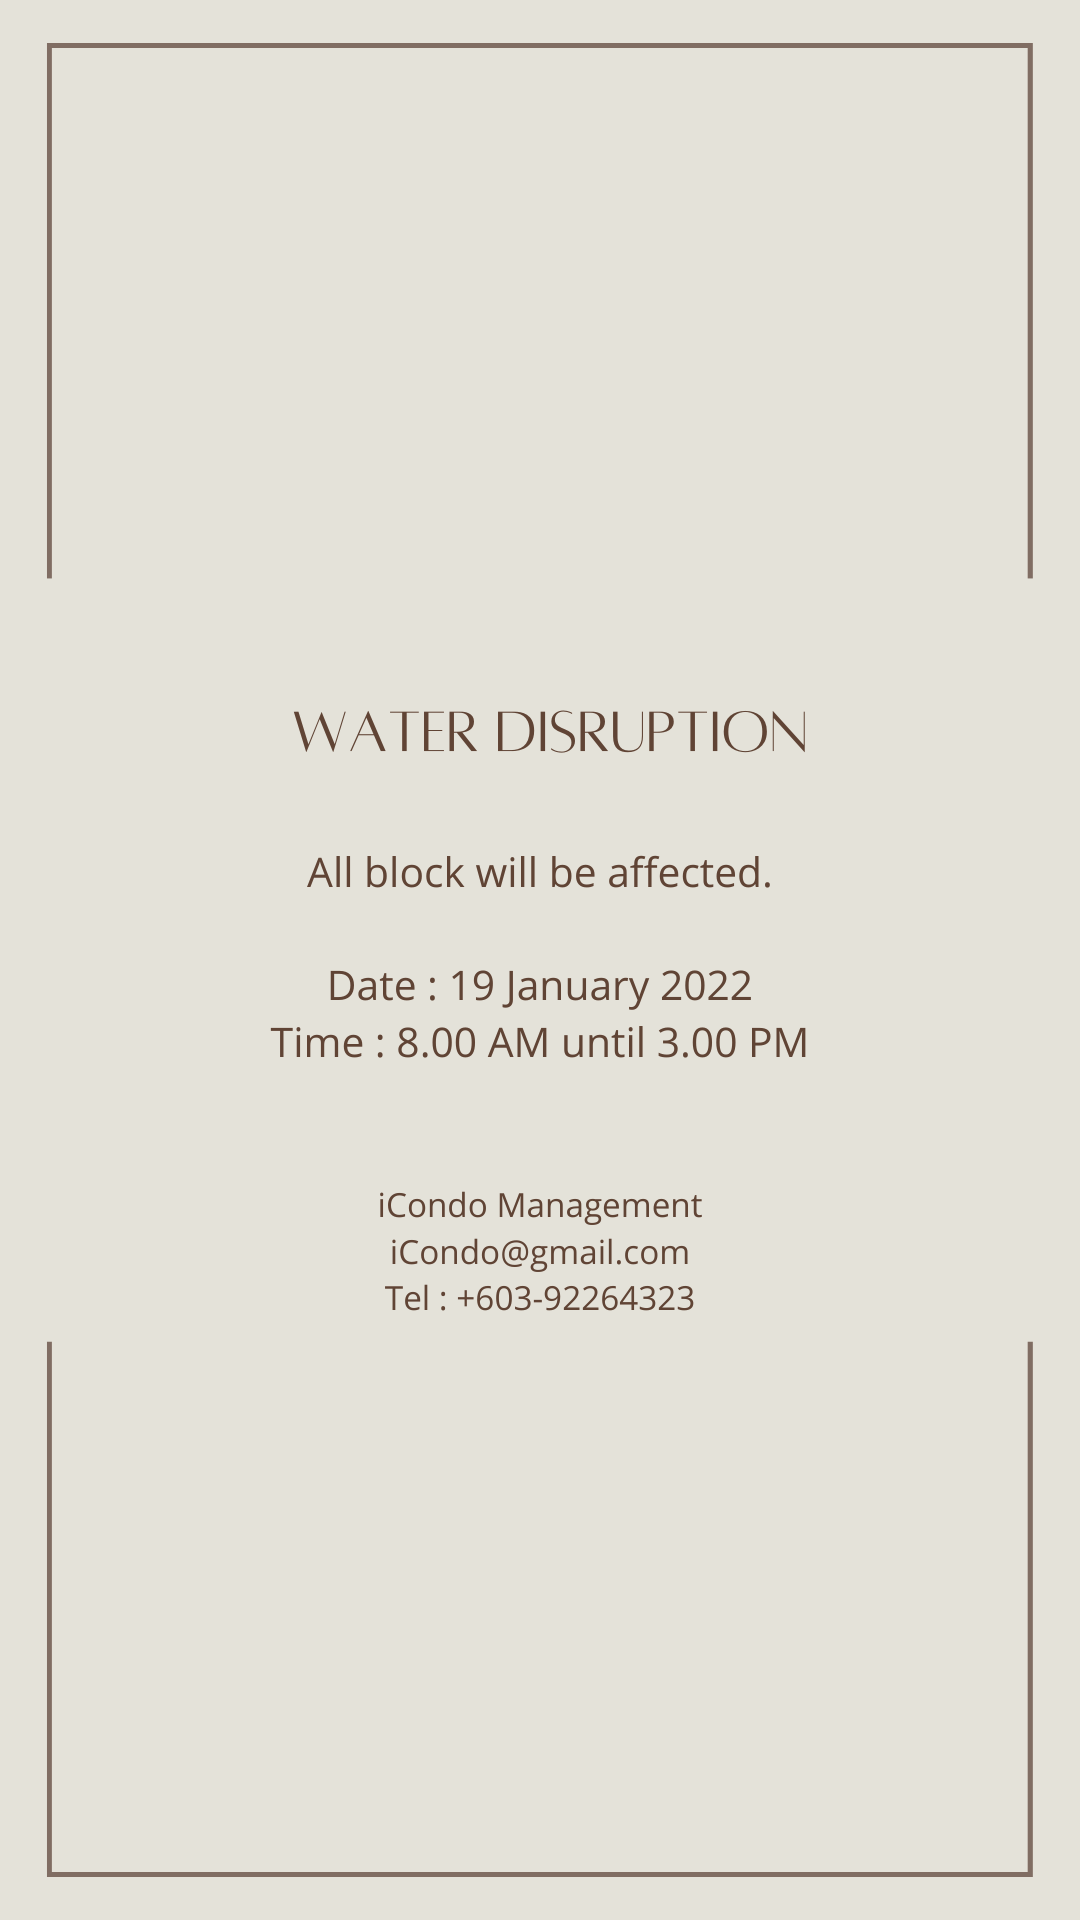 WATER DISRUPTION
All block will be affected.
Date : 19 January 2022
Time : 8.00 AM until 3.00 PM
iCondo Management
iCondo@gmail.com
Tel : +603-92264323